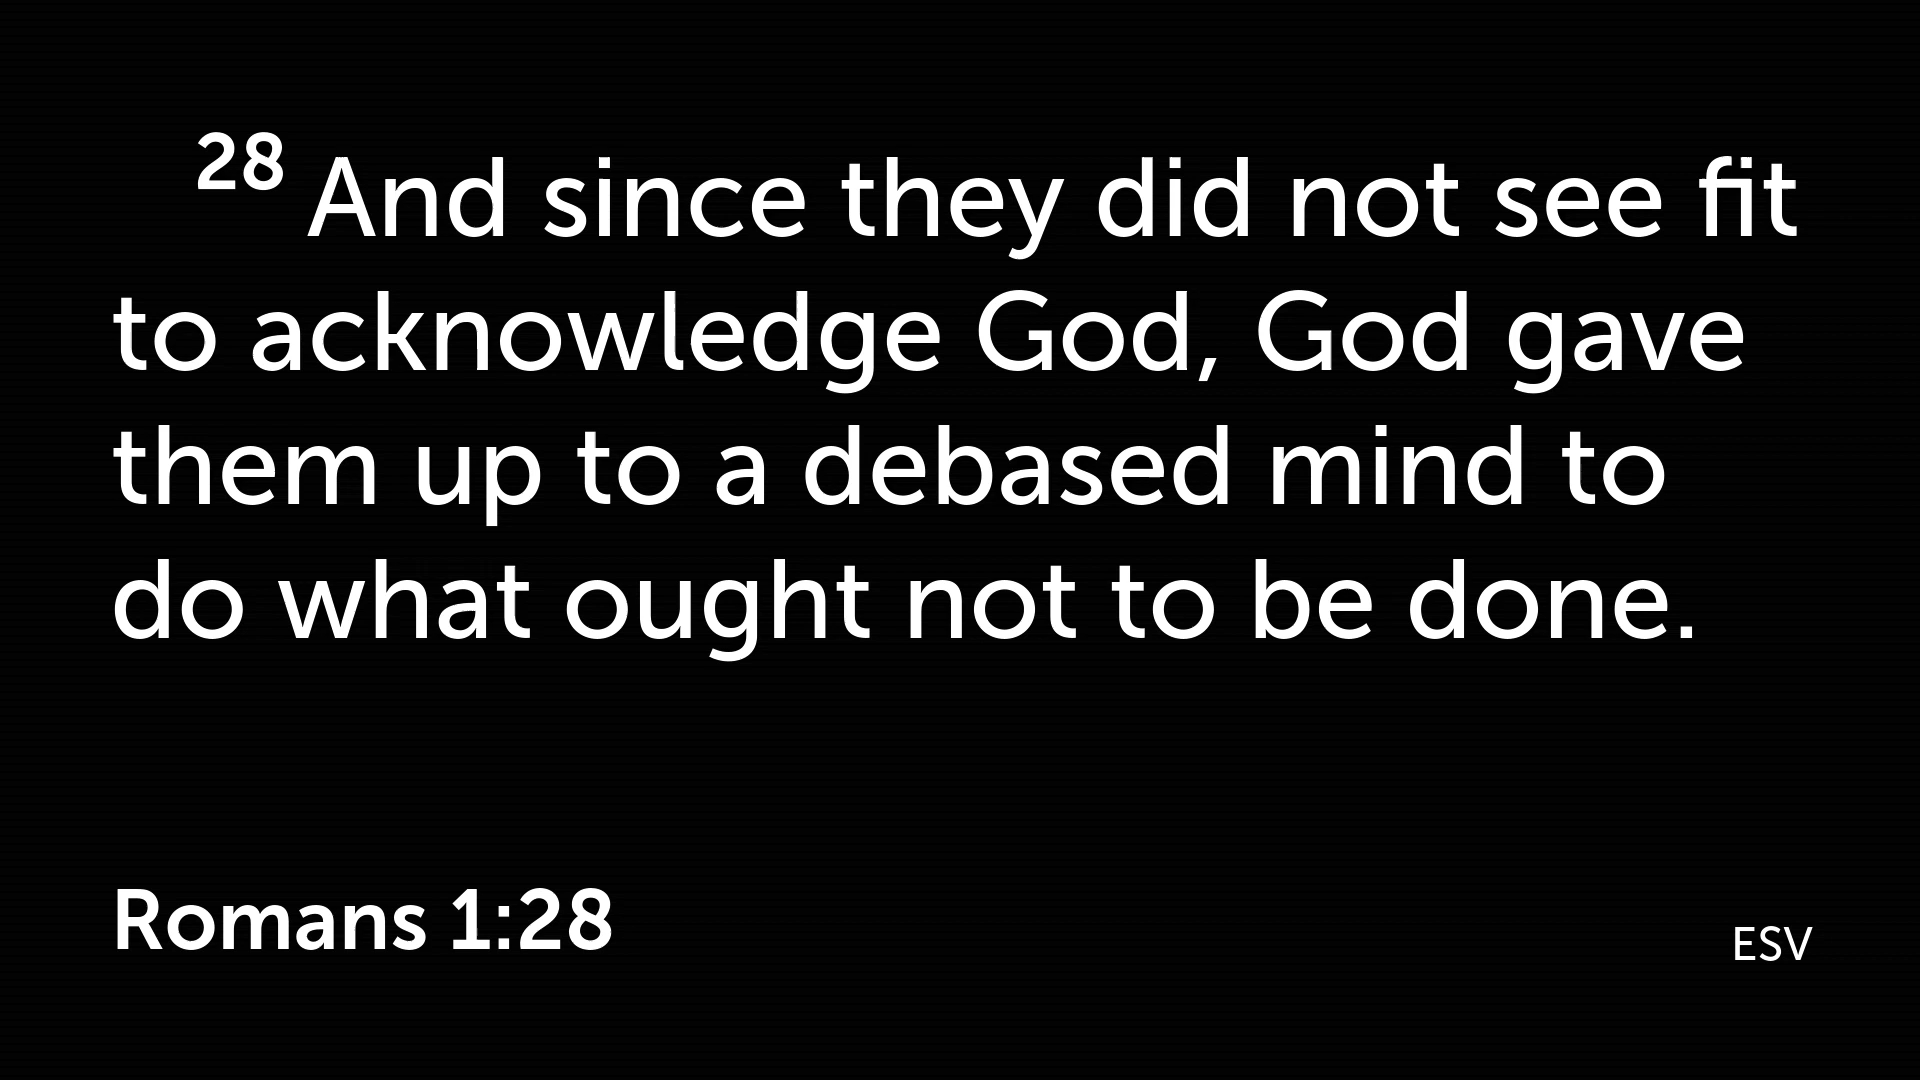 28 And since they did not see fit
to acknowledge God, God gave
them up to a debased mind to
do what ought not to be done.
Romans 1:28
ESV